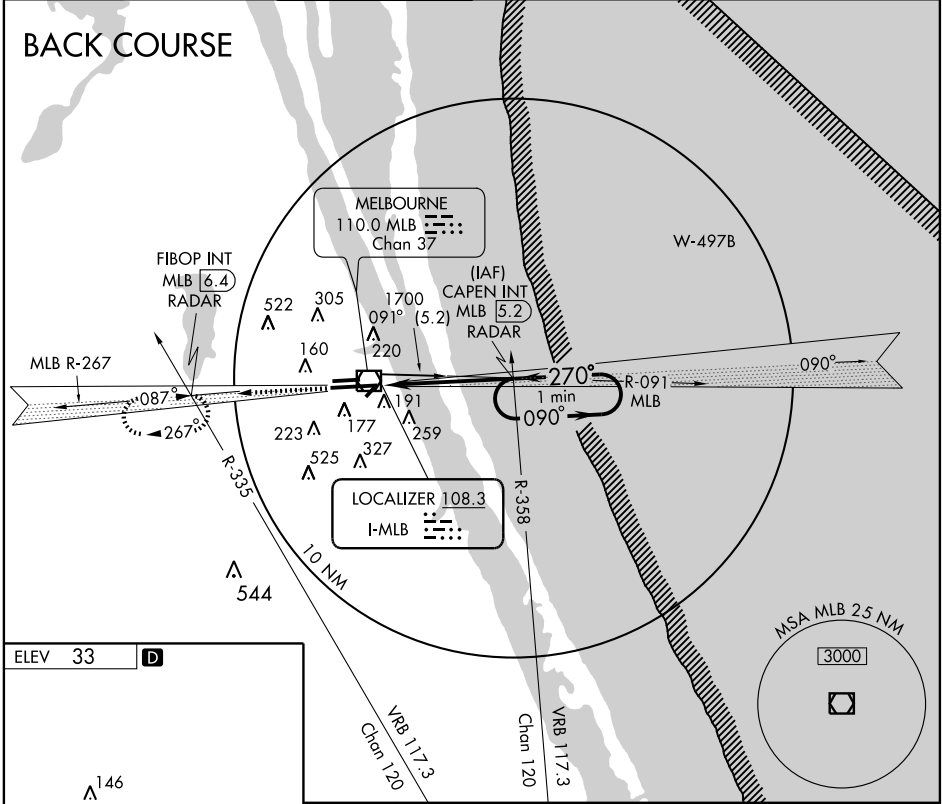 BACK COURSE
MELBOURNE
110.0 MLB
Chan 37
W-497B
FIBOP INT
MLB 6.4
RADAR
(IAF)
CAPEN INT
MLB 5.2
RADAR
522
305
1700
091° (5.2)
160
220
MLB R-267
087°
267°
270°
1 min
090°
R-091
MLB
090°
191
259
177
223
327
525
R-335
R-358
LOCALIZER 108.3
I-MLB
10 NM
544
MSA MLB 25 NM
3000
ELEV 33 D
VRB 117.3
Chan 120
VRB 117.3
Chan 120
146